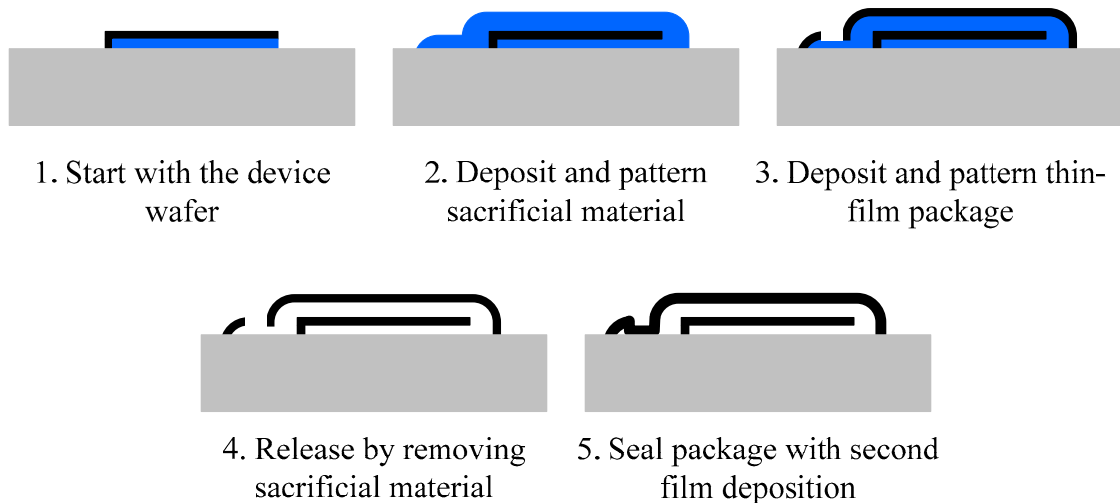 1. Start with the device
wafer
2. Deposit and pattern
sacrificial material
3. Deposit and pattern thin-
film package
4. Release by removing
sacrificial material
5. Seal package with second
film deposition